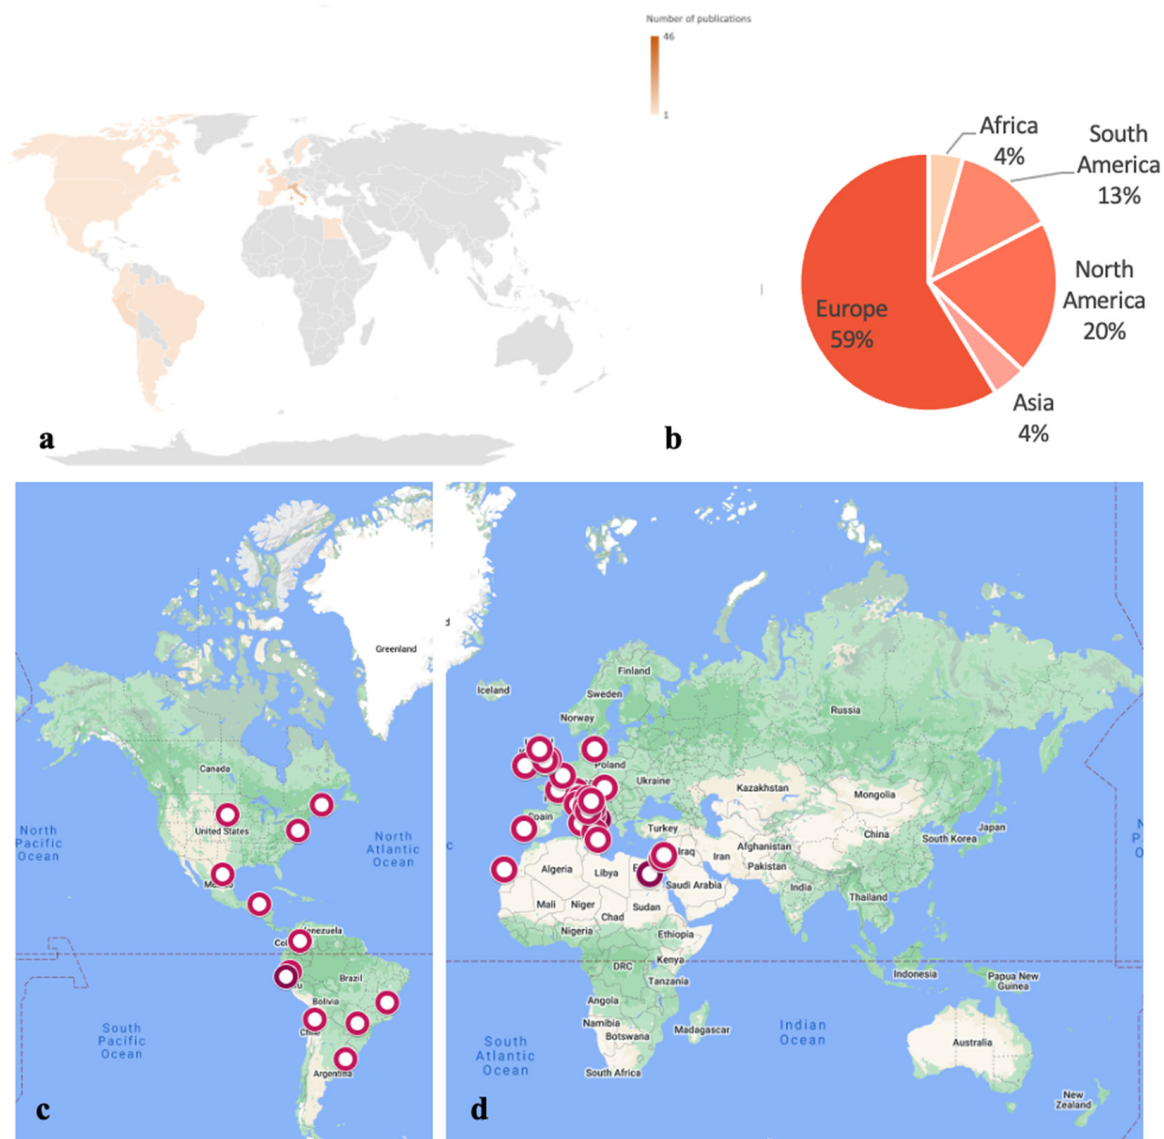 Number of publications
46
1
Africa
4%
South
America
13%
North
America
20%
Europe
59%
Asia
4%
a
b
Greenland
Canada
North
Pacific
Ocean
United States
North
Atlantic
Ocean
Venezuela
Brazil
Bolivia
South
Pacific
Ocean
Argentina
c
d
Iceland
Finland
Sweden
Norway
Russia
Poland
Ukraine
Kazakhstan
Mongolia
Turkey
China
South Korea
Japan
Afghanistan
Iraq
Iran
Pakistan
Algeria
Libya
Saudi Arabia
India
Thailand
Mali
Niger
Sudan
Chad
Nigeria
Ethiopia
Kenya
DRC
Tanzania
Indonesia
Papua New
Guinea
Angola
Namibia
Botswana
Madagascar
South
Atlantic
Ocean
Indian
Ocean
Australia
South Africa
New
Zealand
d